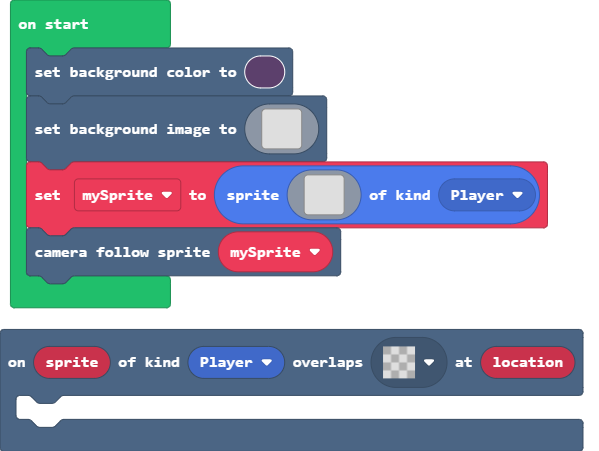 on start
set background color to
set background image to
set mySprite to sprite of kind Player
camera follow sprite mySprite
on sprite of kind Player overlaps at location